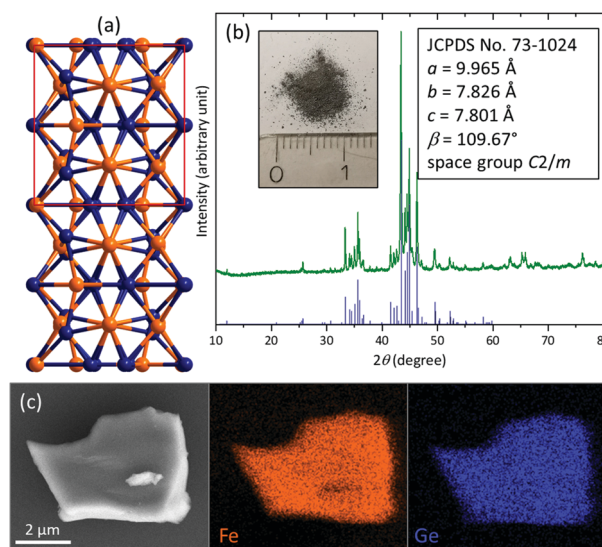 (a)
(b)
JCPDS No. 73-1024
a = 9.965 Å
b = 7.826 Å
c = 7.801 Å
β = 109.67°
space group C2/m
0 1
Intensity (arbitrary unit)
10 20 30 40 50 60 70 80
2θ (degree)
(c)
2 μm
Fe
Ge